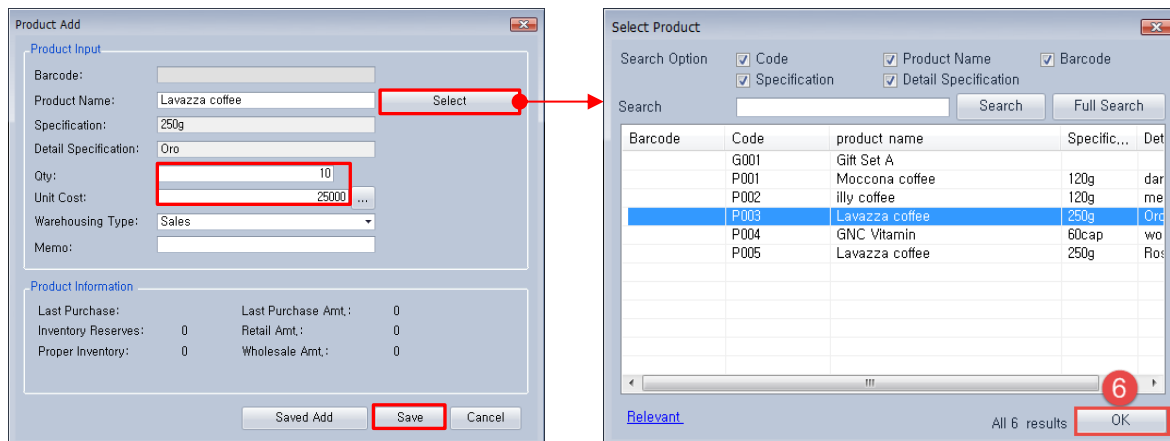 Product Add
Product Input
Barcode:
Product Name: Lavazza coffee Select
Specification: 250g
Detail Specification: Oro
Qty: 10
Unit Cost: 25000 ...
Warehousing Type: Sales
Memo:
Product Information
Last Purchase: Last Purchase Amt,: 0
Inventory Reserves: 0 Retail Amt,: 0
Proper Inventory: 0 Wholesale Amt,: 0
Saved Add Save Cancel
Select Product
Search Option Code Product Name Barcode
Specification Detail Specification
Search Search Full Search
Barcode Code product name Specific,,, Det
G001 Gift Set A
P001 Moccona coffee 120g dar
P002 illy coffee 120g me
P003 Lavazza coffee 250g Oro
P004 GNC Vitamin 60cap wo
P005 Lavazza coffee 250g Ros
6
Relevant All 6 results OK